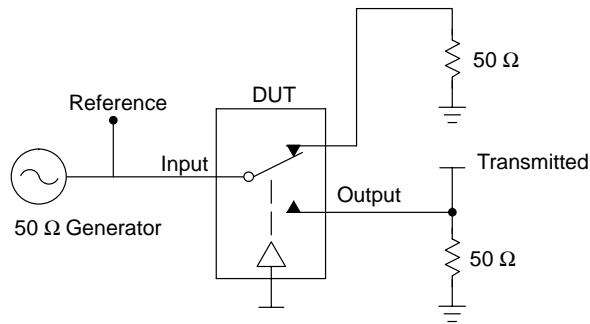 50 Ω
DUT
Reference
Input
Transmitted
Output
50 Ω Generator
50 Ω